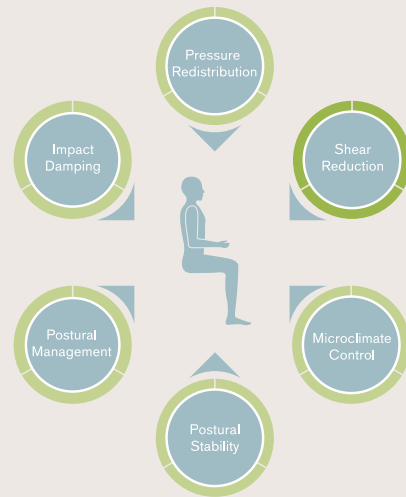 Pressure
Redistribution
Impact
Damping
Shear
Reduction
Postural
Management
Microclimate
Control
Postural
Stability